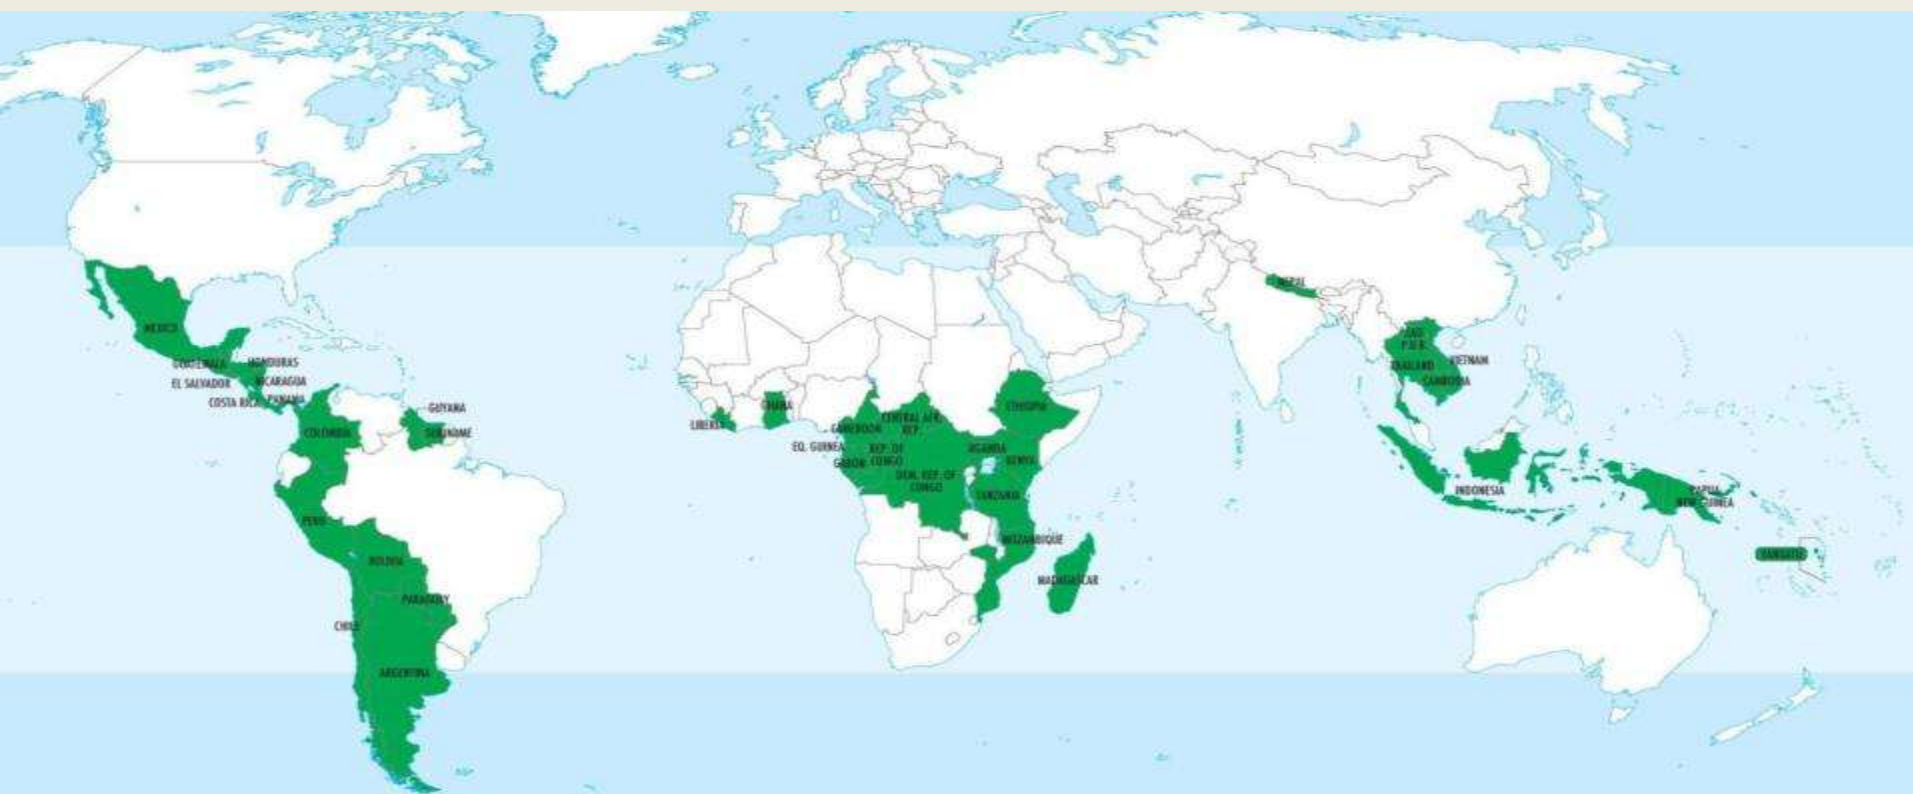 MEXICO
GUATEMALA
HONDURAS
EL SALVADOR
NICARAGUA
COSTA RICA
PANAMA
GUYANA
SURINAME
COLOMBIA
PERU
BOLIVIA
PARAGUAY
CHILE
ARGENTINA
LIBERIA
GHANA
CAMEROON
CENTRAL AFR.
REP.
EQ. GUINEA
GABON
REP. OF
CONGO
DEM. REP. OF
CONGO
ETHIOPIA
UGANDA
KENYA
TANZANIA
MOZAMBIQUE
MADAGASCAR
NEPAL
LAO
P.D.R.
THAILAND
VIETNAM
CAMBODIA
INDONESIA
PAPUA
NEW GUINEA
VANUATU